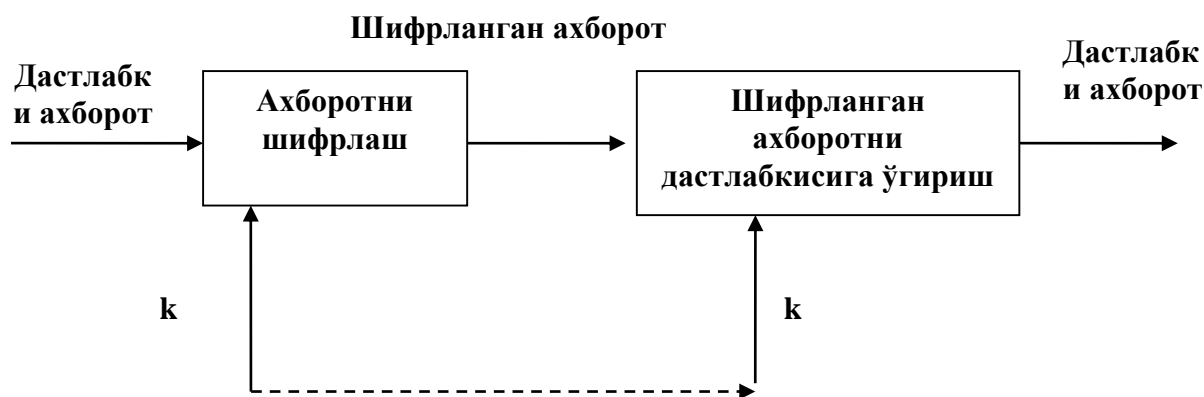 Шифрланган ахборот
Дастлабк
и ахборот
Ахборотни
шифрлаш
Шифрланган
ахборотни
дастлабкисига ўгириш
Дастлабк
и ахборот
k
k